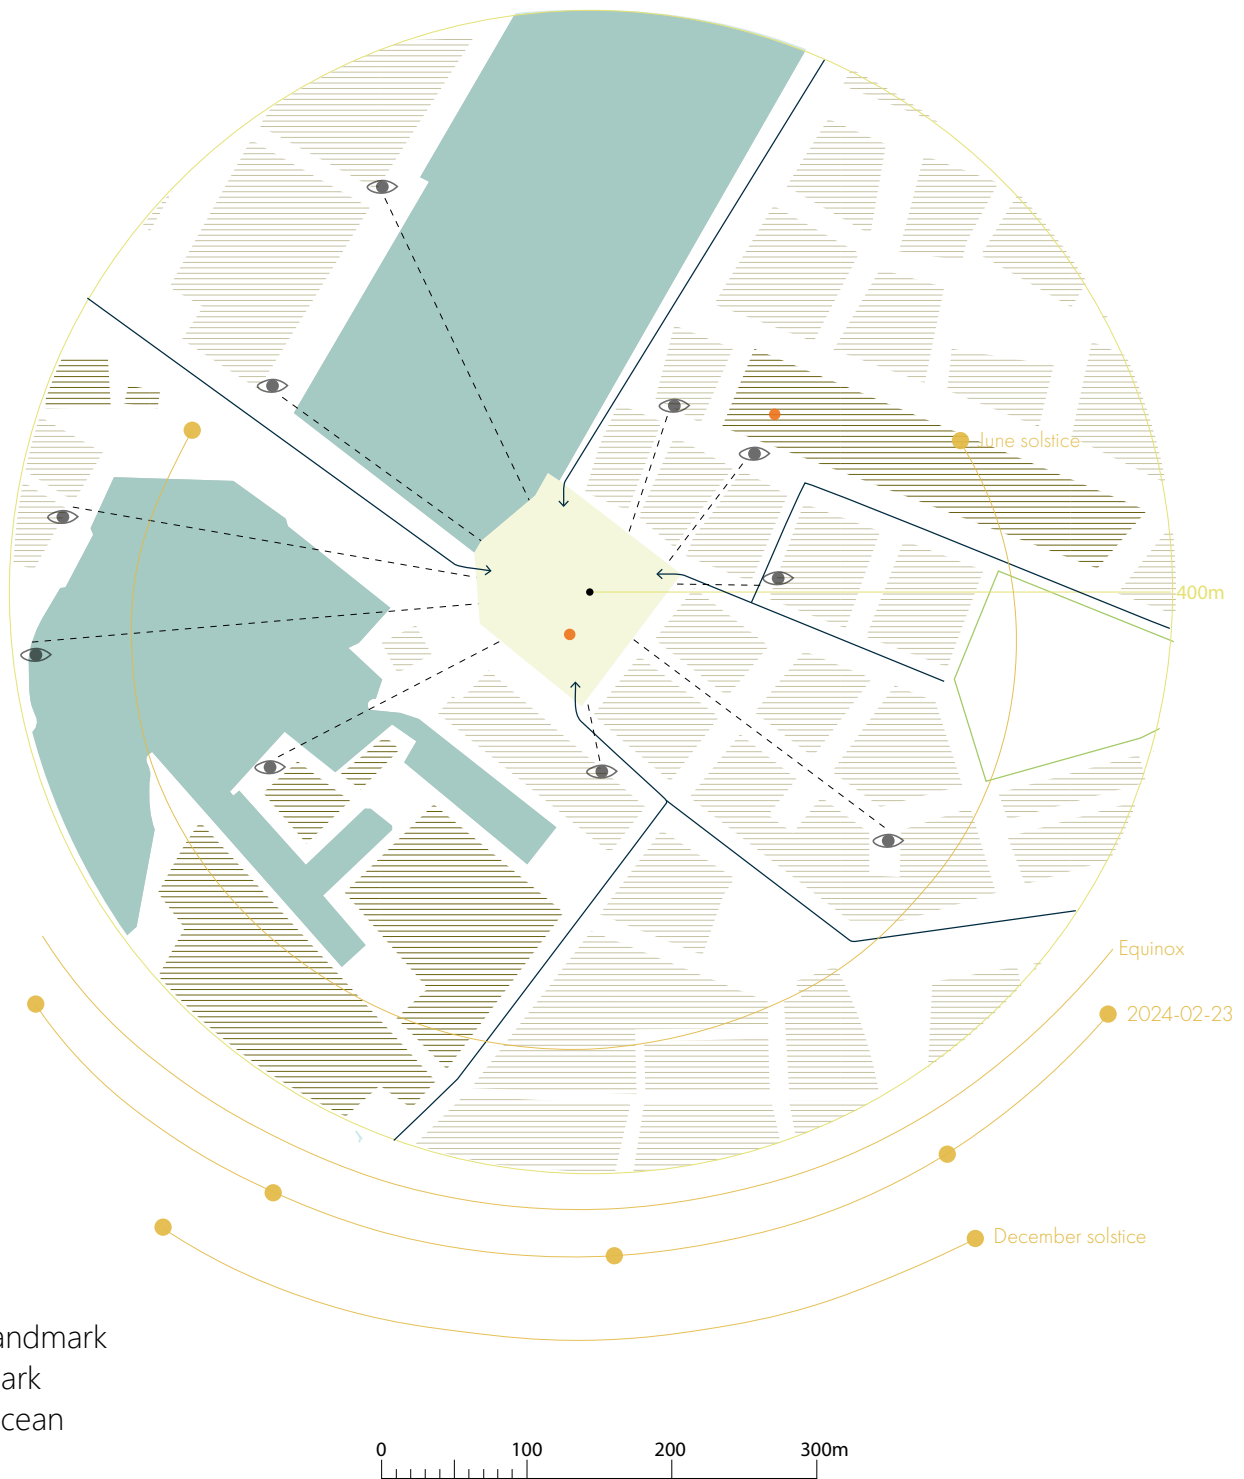 June solstice
400m
Equinox
2024-02-23
December solstice
andmark
ark
cean
0 100 200 300m